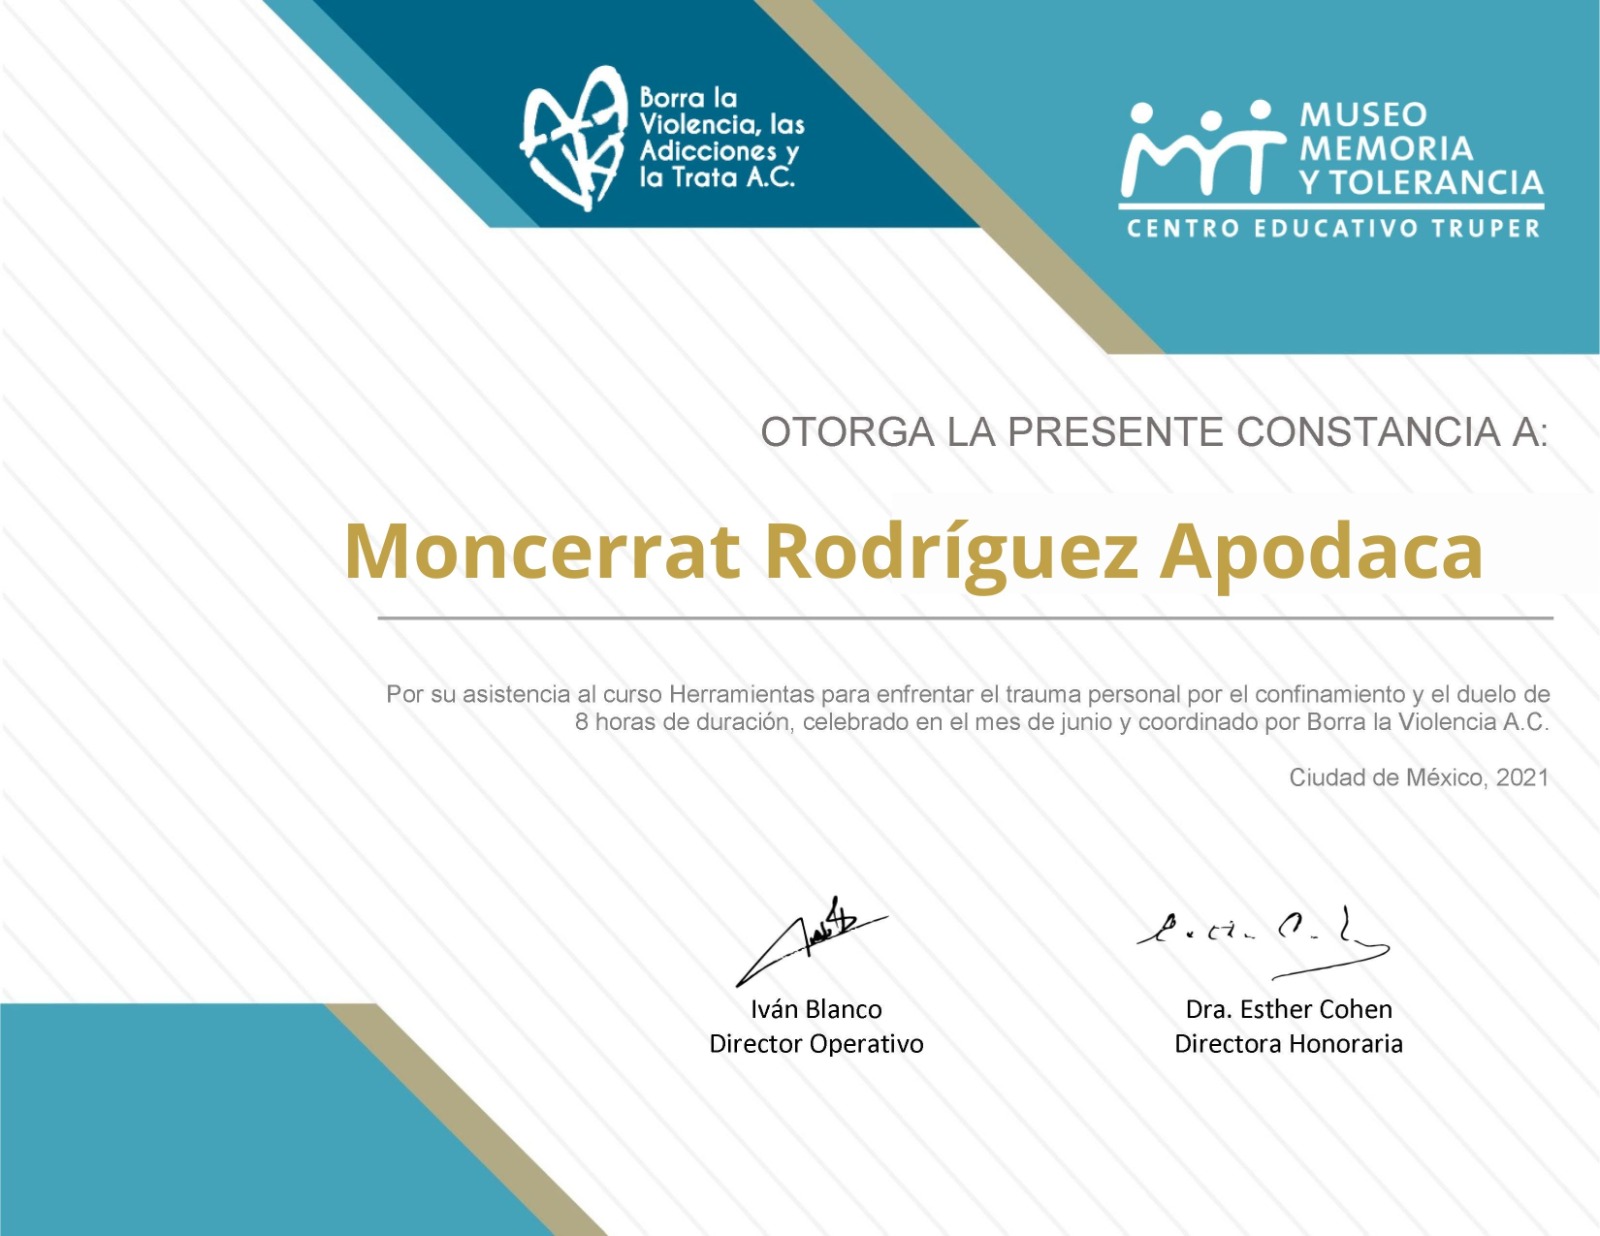 Borra la
Violencia, las
Adicciones y
la Trata A.C.
MUSEO
MEMORIA
Y TOLERANCIA
CENTRO EDUCATIVO TRUPER
OTORGA LA PRESENTE CONSTANCIA A:
Moncerrat Rodríguez Apodaca
Por su asistencia al curso Herramientas para enfrentar el trauma personal por el confinamiento y el duelo de
8 horas de duración, celebrado en el mes de junio y coordinado por Borra la Violencia A.C.
Ciudad de México, 2021
Iván Blanco
Director Operativo
Dra. Esther Cohen
Directora Honoraria